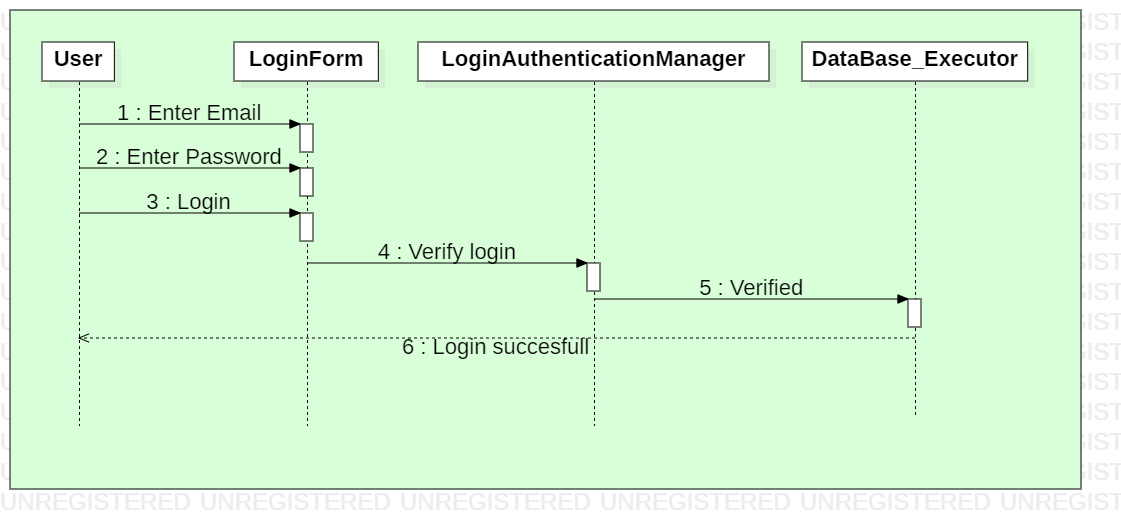 User
LoginForm
LoginAuthenticationManager
DataBase_Executor
1 : Enter Email
2 : Enter Password
3 : Login
4 : Verify login
5 : Verified
6 : Login succesfull
UNREGISTERED UNREGISTERED UNREGISTERED UNREGISTERED UNREGISTERED UNREGIST